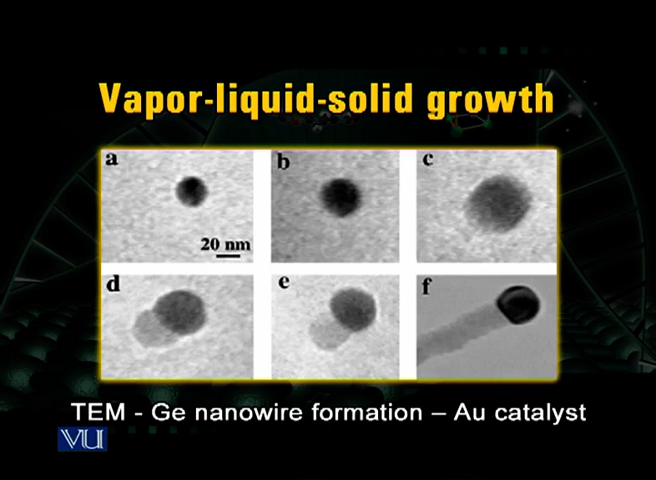 Vapor-liquid-solid growth
a
b
c
20 nm
d
e
f
TEM - Ge nanowire formation – Au catalyst
VU